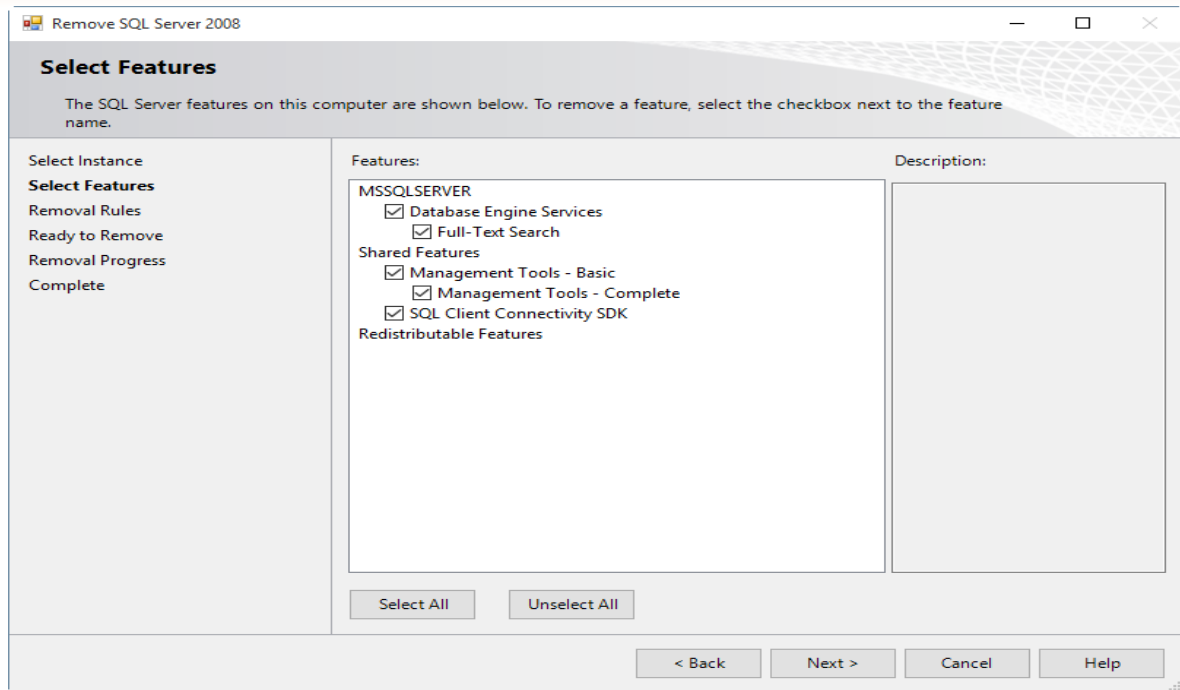 Remove SQL Server 2008
Select Features
The SQL Server features on this computer are shown below. To remove a feature, select the checkbox next to the feature
name.
Select Instance
Select Features
Removal Rules
Ready to Remove
Removal Progress
Complete
Features:
MSSQLSERVER
Database Engine Services
Full-Text Search
Shared Features
Management Tools - Basic
Management Tools - Complete
SQL Client Connectivity SDK
Redistributable Features
Description:
Select All
Unselect All
< Back
Next >
Cancel
Help